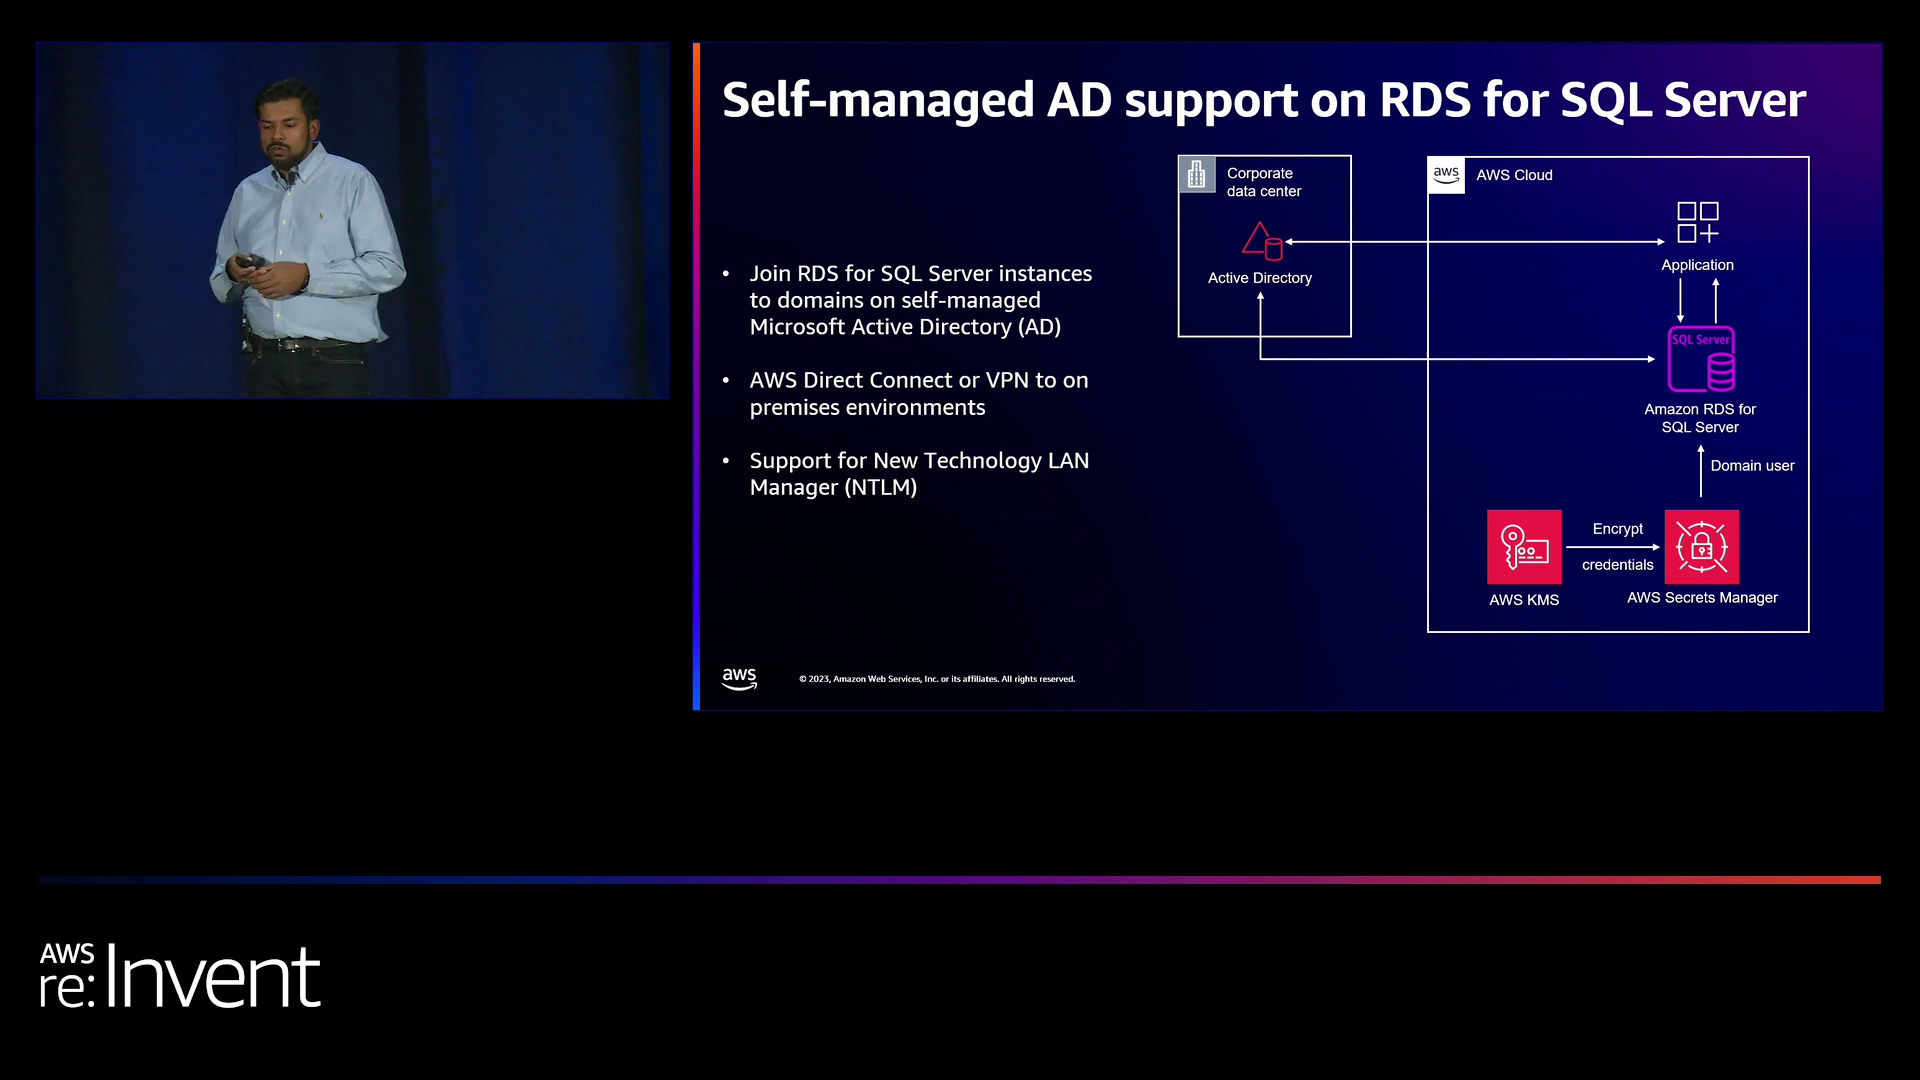 Self-managed AD support on RDS for SQL Server
• Join RDS for SQL Server instances
to domains on self-managed
Microsoft Active Directory (AD)
• AWS Direct Connect or VPN to on
premises environments
• Support for New Technology LAN
Manager (NTLM)
Corporate
data center
Active Directory
aws
AWS Cloud
Application
SQL Server
Amazon RDS for
SQL Server
Domain user
Encrypt
credentials
AWS KMS
AWS Secrets Manager
aws
© 2023, Amazon Web Services, Inc. or its affiliates. All rights reserved.
AWS
re:Invent